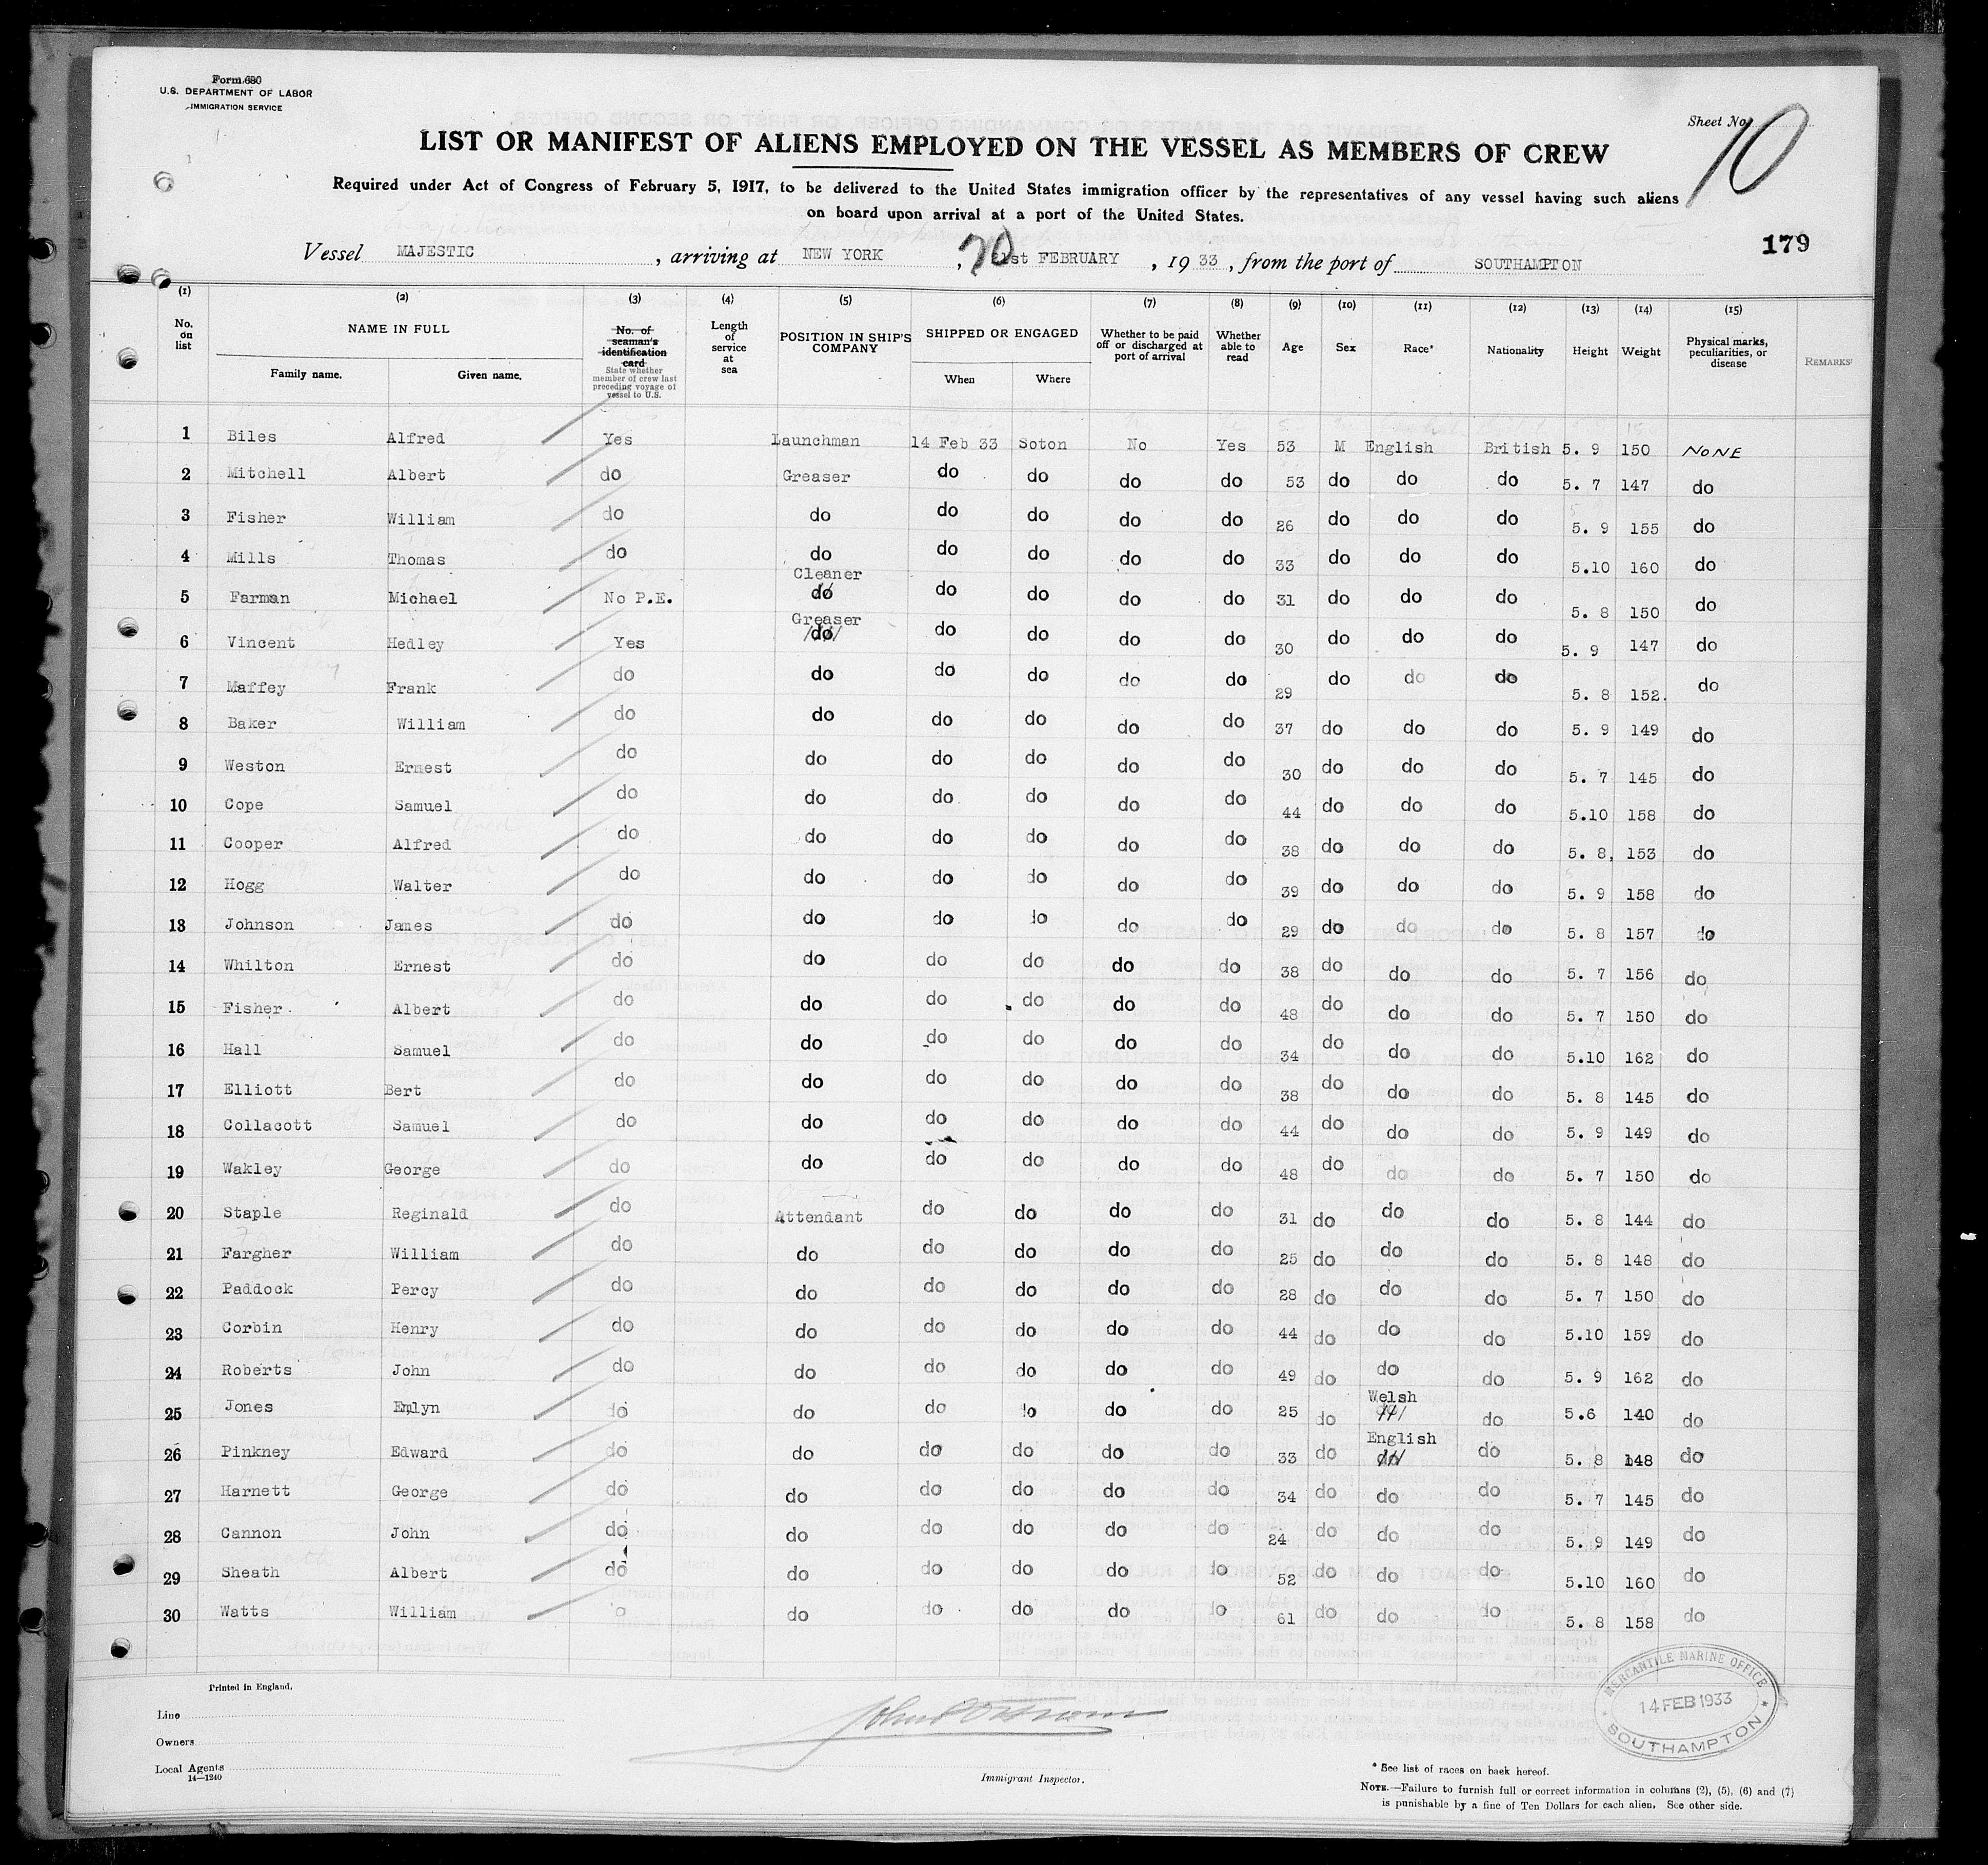 Form 680
U.S. DEPARTMENT OF LABOR
IMMIGRATION SERVICE
Sheet No. 10
LIST OR MANIFEST OF ALIENS EMPLOYED ON THE VESSEL AS MEMBERS OF CREW
Required under Act of Congress of February 5, 1917, to be delivered to the United States immigration officer by the representatives of any vessel having such aliens
on board upon arrival at a port of the United States.
179
Vessel MAJESTIC, arriving at NEW YORK, 20 21st FEBRUARY, 1933, from the port of SOUTHAMPTON
(1) (2) (3) (4) (5) (6) (7) (8) (9) (10) (11) (12) (13) (14) (15)
No. on list NAME IN FULL Family name. Given name. No. of seaman's identification card State whether member of crew last preceding voyage of vessel to U.S. Length of service at sea POSITION IN SHIP'S COMPANY SHIPPED OR ENGAGED When Where Whether to be paid off or discharged at port of arrival Whether able to read Age Sex Race* Nationality Height Weight Physical marks, peculiarities, or disease REMARKS
1 Biles Alfred Yes Launchman 14 Feb 33 Soton No Yes 53 M English British 5. 9 150 NONE
2 Mitchell Albert do Greaser do do do do 53 do do do 5. 7 147 do
3 Fisher William do do do do do do 26 do do do 5. 9 155 do
4 Mills Thomas do do do do do do 33 do do do 5.10 160 do
5 Farman Michael No P.E. Cleaner do do do do do 31 do do do 5. 8 150 do
6 Vincent Hedley Yes Greaser do do do do do 30 do do do 5. 9 147 do
7 Maffey Frank do do do do do do 29 do do do 5. 8 152. do
8 Baker William do do do do do do 37 do do do 5. 9 149 do
9 Weston Ernest do do do do do do 30 do do do 5. 7 145 do
10 Cope Samuel do do do do do do 44 do do do 5.10 158 do
11 Cooper Alfred do do do do do do 38 do do do 5. 8, 153 do
12 Hogg Walter do do do do do do 39 do do do 5. 9 158 do
13 Johnson James do do do do do do 29 do do do 5. 8 157 do
14 Whilton Ernest do do do do do do 38 do do do 5. 7 156 do
15 Fisher Albert do do do do do do 48 do do do 5. 7 150 do
16 Hall Samuel do do do do do do 34 do do do 5.10 162 do
17 Elliott Bert do do do do do do 38 do do do 5. 8 145 do
18 Collacott Samuel do do do do do do 44 do do do 5. 9 149 do
19 Wakley George do do do do do do 48 do do do 5. 7 150 do
20 Staple Reginald do Attendant do do do do 31 do do do 5. 8 144 do
21 Fargher William do do do do do do 25 do do do 5. 8 148 do
22 Paddock Percy do do do do do do 28 do do do 5. 7 150 do
23 Corbin Henry do do do do do do 44 do do do 5.10 159 do
24 Roberts John do do do do do do 49 do do do 5. 9 162 do
25 Jones Emlyn do do do do do do 25 do Welsh do do 5.6 140 do
26 Pinkney Edward do do do do do do 33 do English do do 5. 8 148 do
27 Harnett George do do do do do do 34 do do do 5. 7 145 do
28 Cannon John do do do do do do 24 do do do 5. 9 149 do
29 Sheath Albert do do do do do do 52 do do do 5.10 160 do
30 Watts William do do do do do do 61 do do do 5. 8 158 do
Printed in England.
Line
Owners
Local Agents
14—1240
Immigrant Inspector.
MERCANTILE MARINE OFFICE
14 FEB 1933
SOUTHAMPTON
* See list of races on back hereof.
NOTE.—Failure to furnish full or correct information in columns (2), (5), (6) and (7)
is punishable by a fine of Ten Dollars for each alien. See other side.